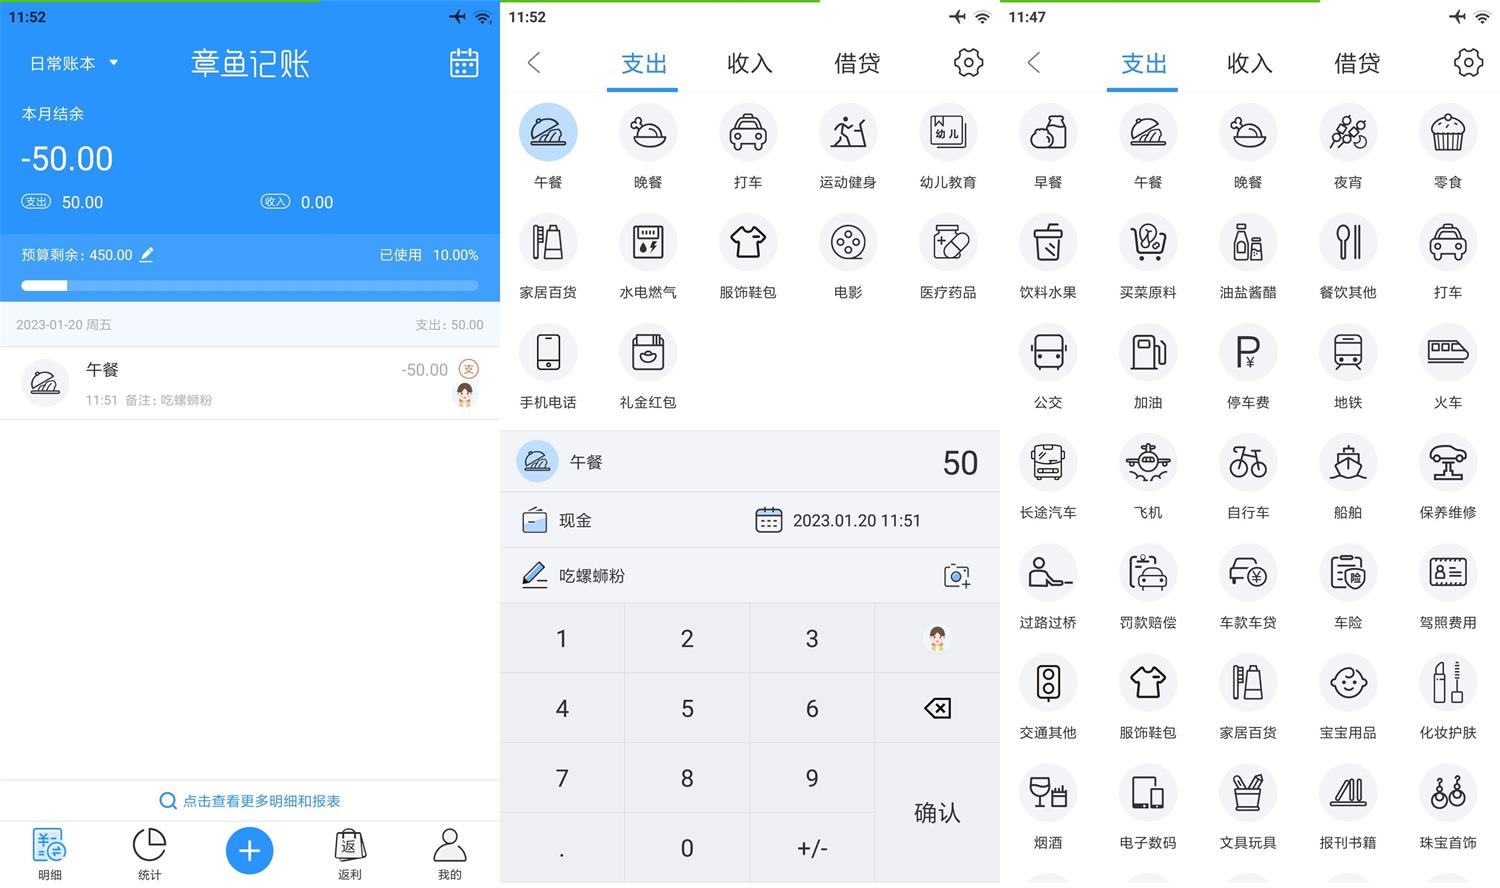 11:52
日常账本
章鱼记账
本月结余
-50.00
支出 50.00
收入 0.00
预算剩余: 450.00
已使用 10.00%
2023-01-20 周五
支出: 50.00
午餐
-50.00 支
11:51 备注: 吃螺蛳粉
点击查看更多明细和报表
明细
统计
返
返利
我的
11:52
支出 收入 借贷
幼儿
午餐 晚餐 打车 运动健身 幼儿教育
家居百货 水电燃气 服饰鞋包 电影 医疗药品
手机电话 礼金红包
午餐 50
现金 2023.01.20 11:51
吃螺蛳粉
1 2 3
4 5 6
7 8 9
确认
. 0 +/-
11:47
支出 收入 借贷
早餐 午餐 晚餐 夜宵 零食
饮料水果 买菜原料 油盐酱醋 餐饮其他 打车
P ¥
公交 加油 停车费 地铁 火车
长途汽车 飞机 自行车 船舶 保养维修
¥ 险
过路过桥 罚款赔偿 车款车贷 车险 驾照费用
交通其他 服饰鞋包 家居百货 宝宝用品 化妆护肤
烟酒 电子数码 文具玩具 报刊书籍 珠宝首饰